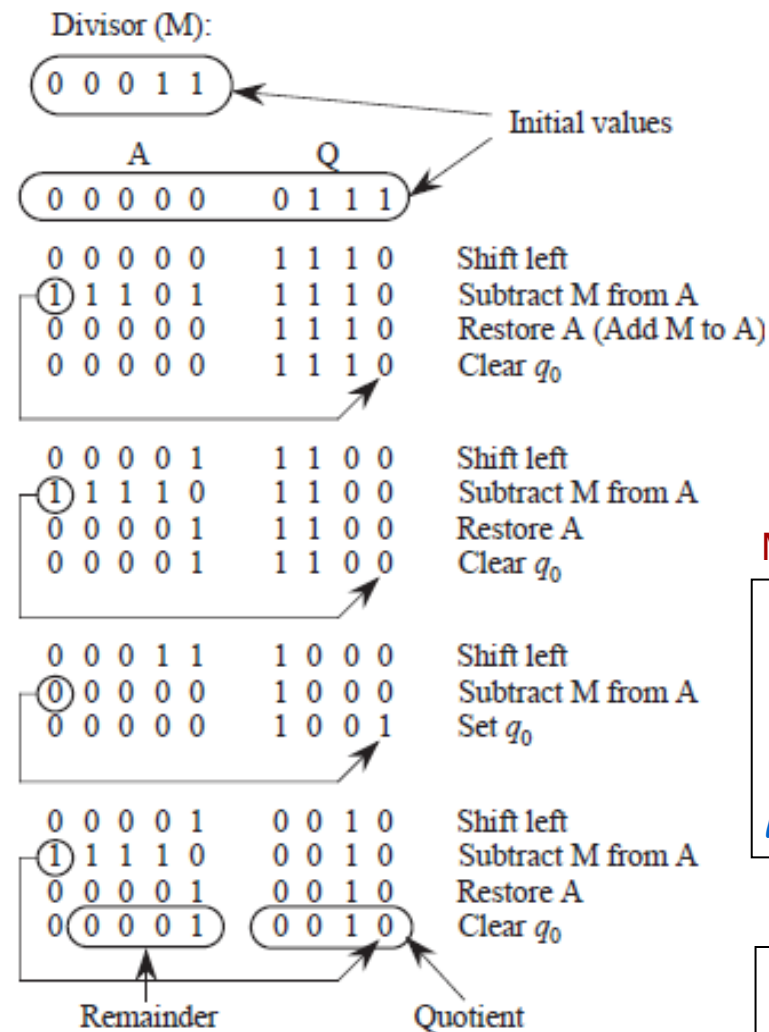 Divisor (M):
0 0 0 1 1
Initial values
A Q
0 0 0 0 0 0 1 1 1
0 0 0 0 0 1 1 1 0 Shift left
1 1 1 0 1 1 1 1 0 Subtract M from A
0 0 0 0 0 1 1 1 0 Restore A (Add M to A)
0 0 0 0 0 1 1 1 0 Clear q0
0 0 0 0 1 1 1 0 0 Shift left
1 1 1 1 0 1 1 0 0 Subtract M from A
0 0 0 0 1 1 1 0 0 Restore A
0 0 0 0 1 1 1 0 0 Clear q0
0 0 0 1 1 1 0 0 0 Shift left
0 0 0 0 0 1 0 0 0 Subtract M from A
0 0 0 0 0 1 0 0 1 Set q0
0 0 0 0 1 0 0 1 0 Shift left
1 1 1 1 0 0 0 1 0 Subtract M from A
0 0 0 0 1 0 0 1 0 Restore A
0 0 0 0 1 0 0 1 0 Clear q0
Remainder Quotient